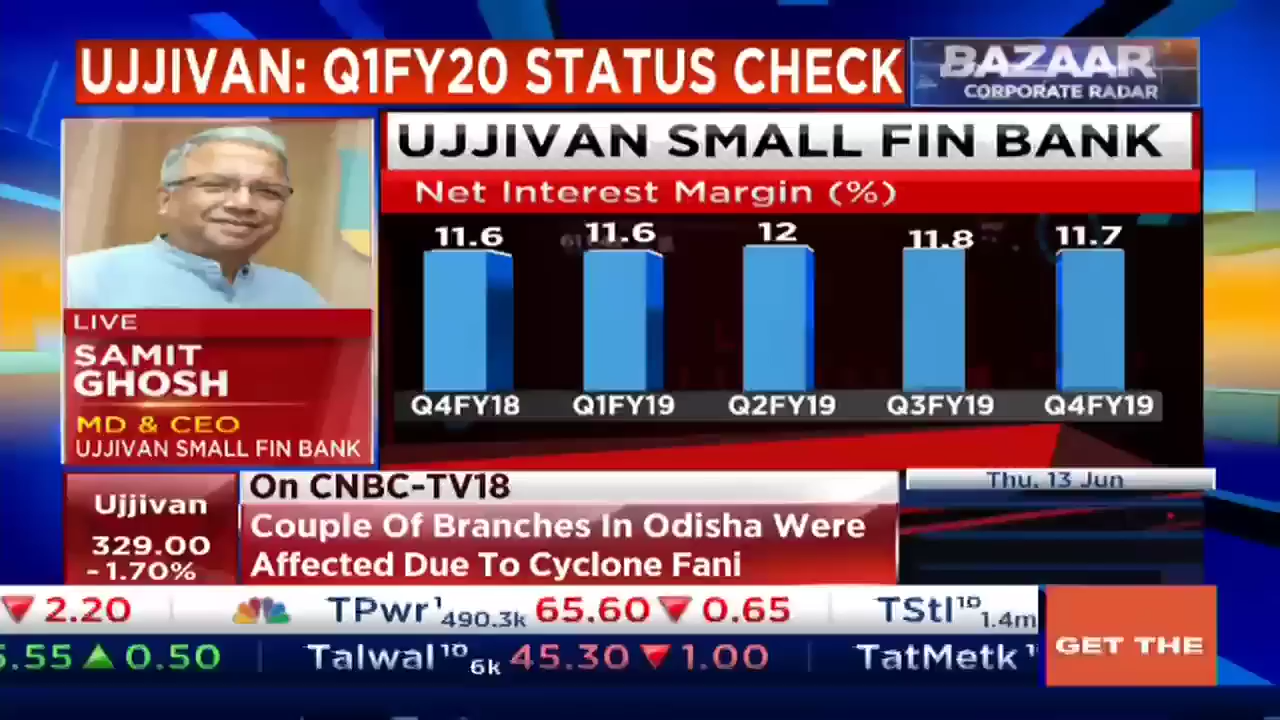 UJJIVAN: Q1FY20 STATUS CHECK
BAZAAR
CORPORATE RADAR
UJJIVAN SMALL FIN BANK
Net Interest Margin (%)
11.6 11.6 12 11.8 11.7
Q4FY18 Q1FY19 Q2FY19 Q3FY19 Q4FY19
LIVE
SAMIT
GHOSH
MD & CEO
UJJIVAN SMALL FIN BANK
Ujjivan
329.00
-1.70%
On CNBC-TV18
Couple Of Branches In Odisha Were
Affected Due To Cyclone Fani
Thu, 13 Jun
▼ 2.20 TPwr¹ 490.3k 65.60 ▼ 0.65 TStl¹⁰ 1.4m
5.55 ▲ 0.50 Talwal¹⁰ 6k 45.30 ▼ 1.00 TatMetk
GET THE